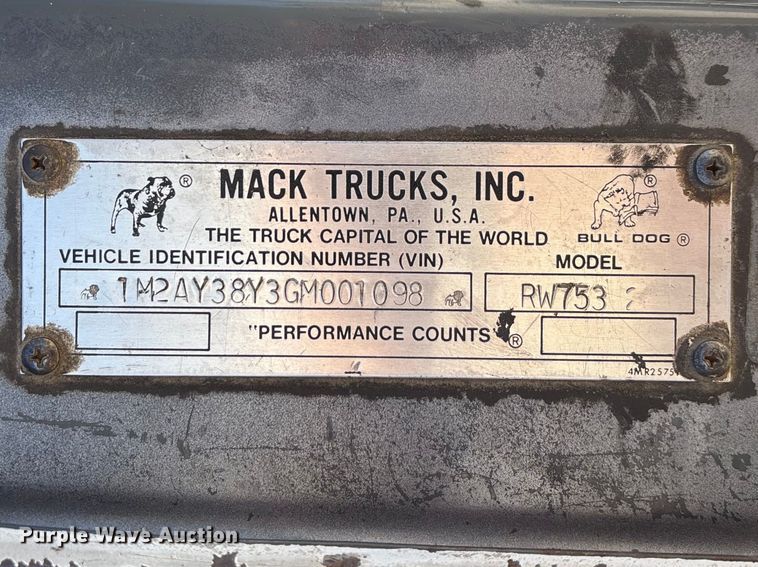 MACK TRUCKS, INC.
ALLENTOWN, PA., U.S.A.
THE TRUCK CAPITAL OF THE WORLD
BULL DOG ®
VEHICLE IDENTIFICATION NUMBER (VIN)
MODEL
1M2AY38Y3GM001098
RW753
"PERFORMANCE COUNTS ®
4MR2575
Purple Wave Auction